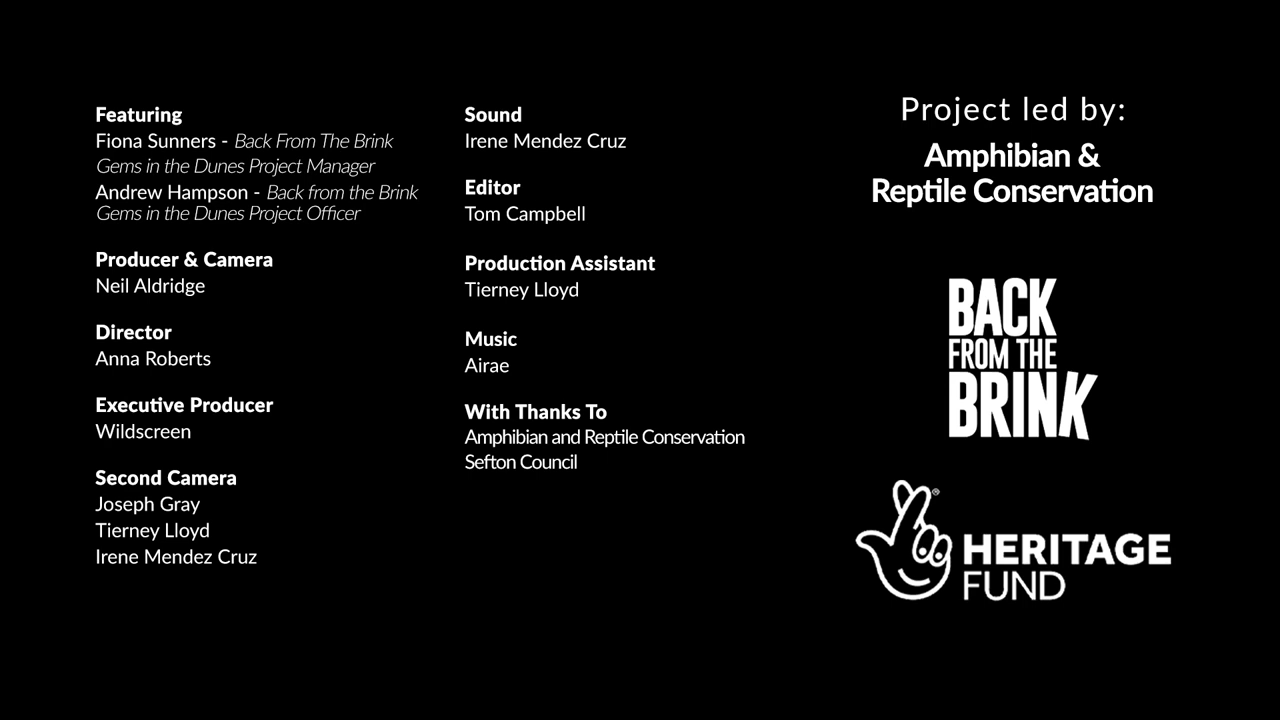 Featuring
Fiona Sunners - Back From The Brink
Gems in the Dunes Project Manager
Andrew Hampson - Back from the Brink
Gems in the Dunes Project Officer
Producer & Camera
Neil Aldridge
Director
Anna Roberts
Executive Producer
Wildscreen
Second Camera
Joseph Gray
Tierney Lloyd
Irene Mendez Cruz
Sound
Irene Mendez Cruz
Editor
Tom Campbell
Production Assistant
Tierney Lloyd
Music
Airae
With Thanks To
Amphibian and Reptile Conservation
Sefton Council
Project led by:
Amphibian &
Reptile Conservation
BACK
FROM THE
BRINK
®
HERITAGE
FUND